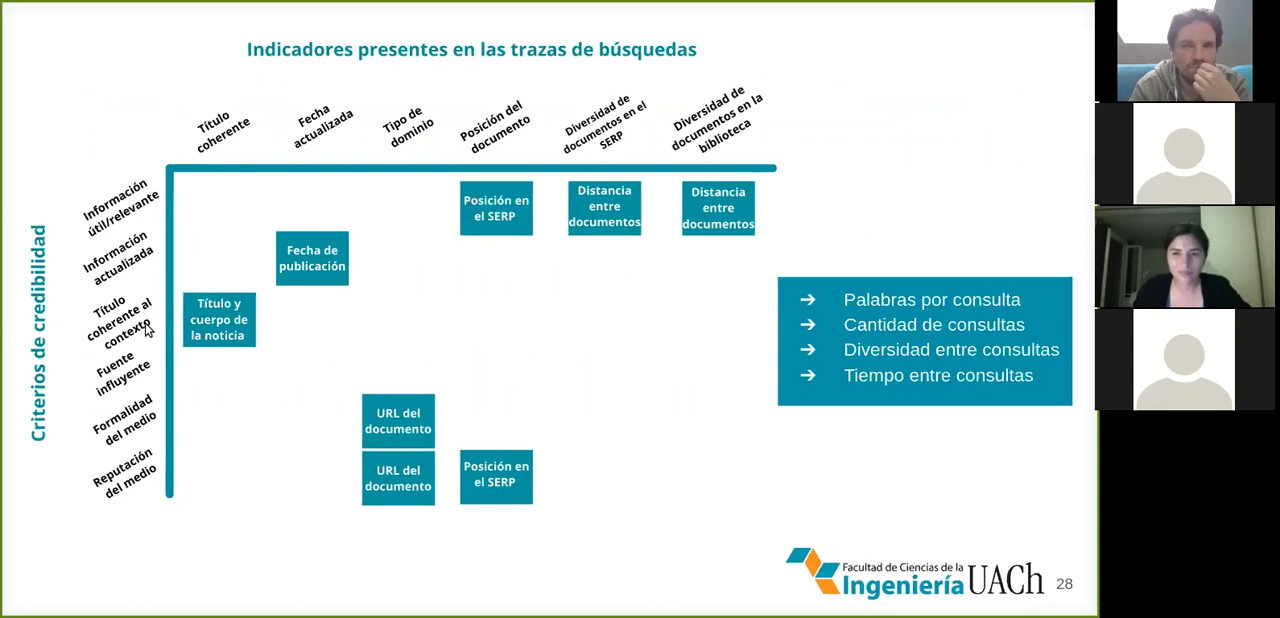 Indicadores presentes en las trazas de búsquedas
Título
coherente
Fecha
actualizada
Tipo de
dominio
Posición del
documento
Diversidad de
documentos en el
SERP
Diversidad de
documentos en la
biblioteca
Criterios de credibilidad
Información
útil/relevante
Posición en
el SERP
Distancia
entre
documentos
Distancia
entre
documentos
Información
actualizada
Fecha de
publicación
Título
coherente al
contexto
Título y
cuerpo de
la noticia
Fuente
influyente
Formalidad
del medio
URL del
documento
Reputación
del medio
URL del
documento
Posición en
el SERP
➔ Palabras por consulta
➔ Cantidad de consultas
➔ Diversidad entre consultas
➔ Tiempo entre consultas
Facultad de Ciencias de la
Ingeniería UACh
28